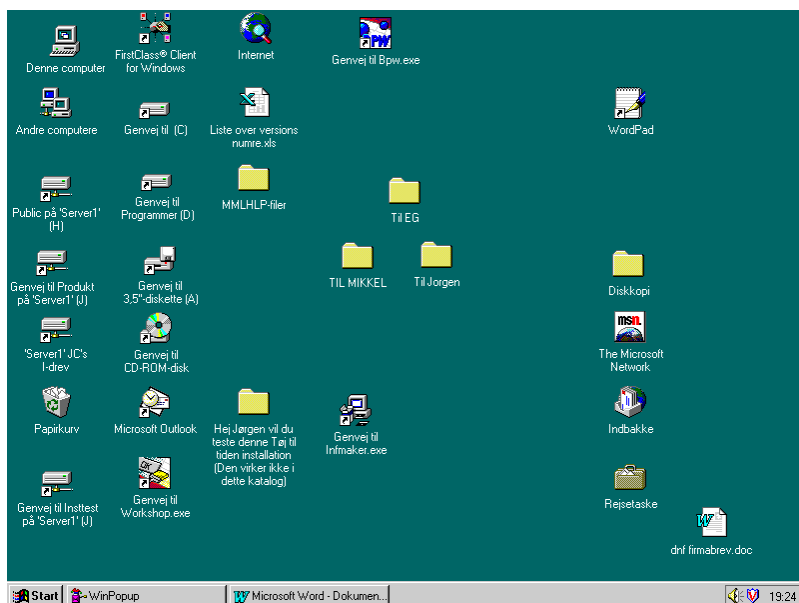 Denne computer
FirstClass® Client
for Windows
Internet
Genvej til Bpw.exe
Andre computere
Genvej til (C)
Liste over versions
numre.xls
WordPad
Public på 'Server1'
(H)
Genvej til
Programmer (D)
MMLHLP-filer
Til EG
Genvej til Produkt
på 'Server1' (J)
Genvej til
3,5"-diskette (A)
TIL MIKKEL
Til Jorgen
Diskkopi
'Server1' JC's
I-drev
Genvej til
CD-ROM-disk
msn.
The Microsoft
Network
Papirkurv
Microsoft Outlook
Hej Jørgen vil du
teste denne Tøj til
tiden installation
(Den virker ikke i
dette katalog)
Genvej til
Infmaker.exe
Indbakke
Genvej til Insttest
på 'Server1' (J)
OK
Genvej til
Workshop.exe
Rejsetaske
dnf firmabrev.doc
Start
WinPopup
Microsoft Word - Dokumen...
19:24